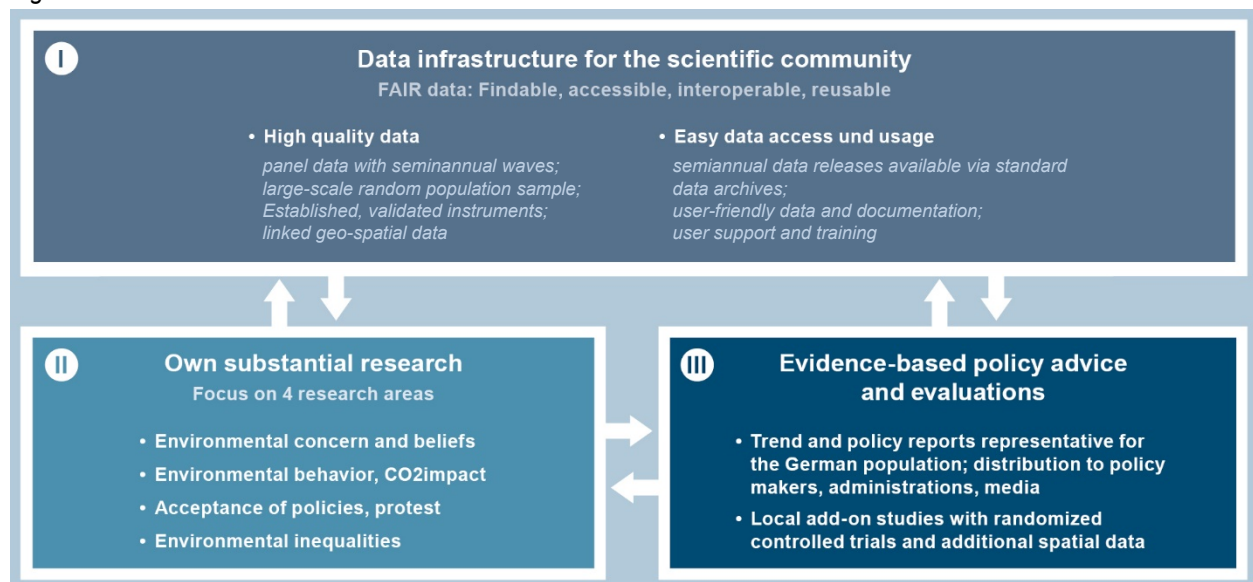 I
Data infrastructure for the scientific community
FAIR data: Findable, accessible, interoperable, reusable
• High quality data
panel data with seminannual waves;
large-scale random population sample;
Established, validated instruments;
linked geo-spatial data
• Easy data access und usage
semiannual data releases available via standard
data archives;
user-friendly data and documentation;
user support and training
II
Own substantial research
Focus on 4 research areas
• Environmental concern and beliefs
• Environmental behavior, CO2impact
• Acceptance of policies, protest
• Environmental inequalities
III
Evidence-based policy advice
and evaluations
• Trend and policy reports representative for
the German population; distribution to policy
makers, administrations, media
• Local add-on studies with randomized
controlled trials and additional spatial data